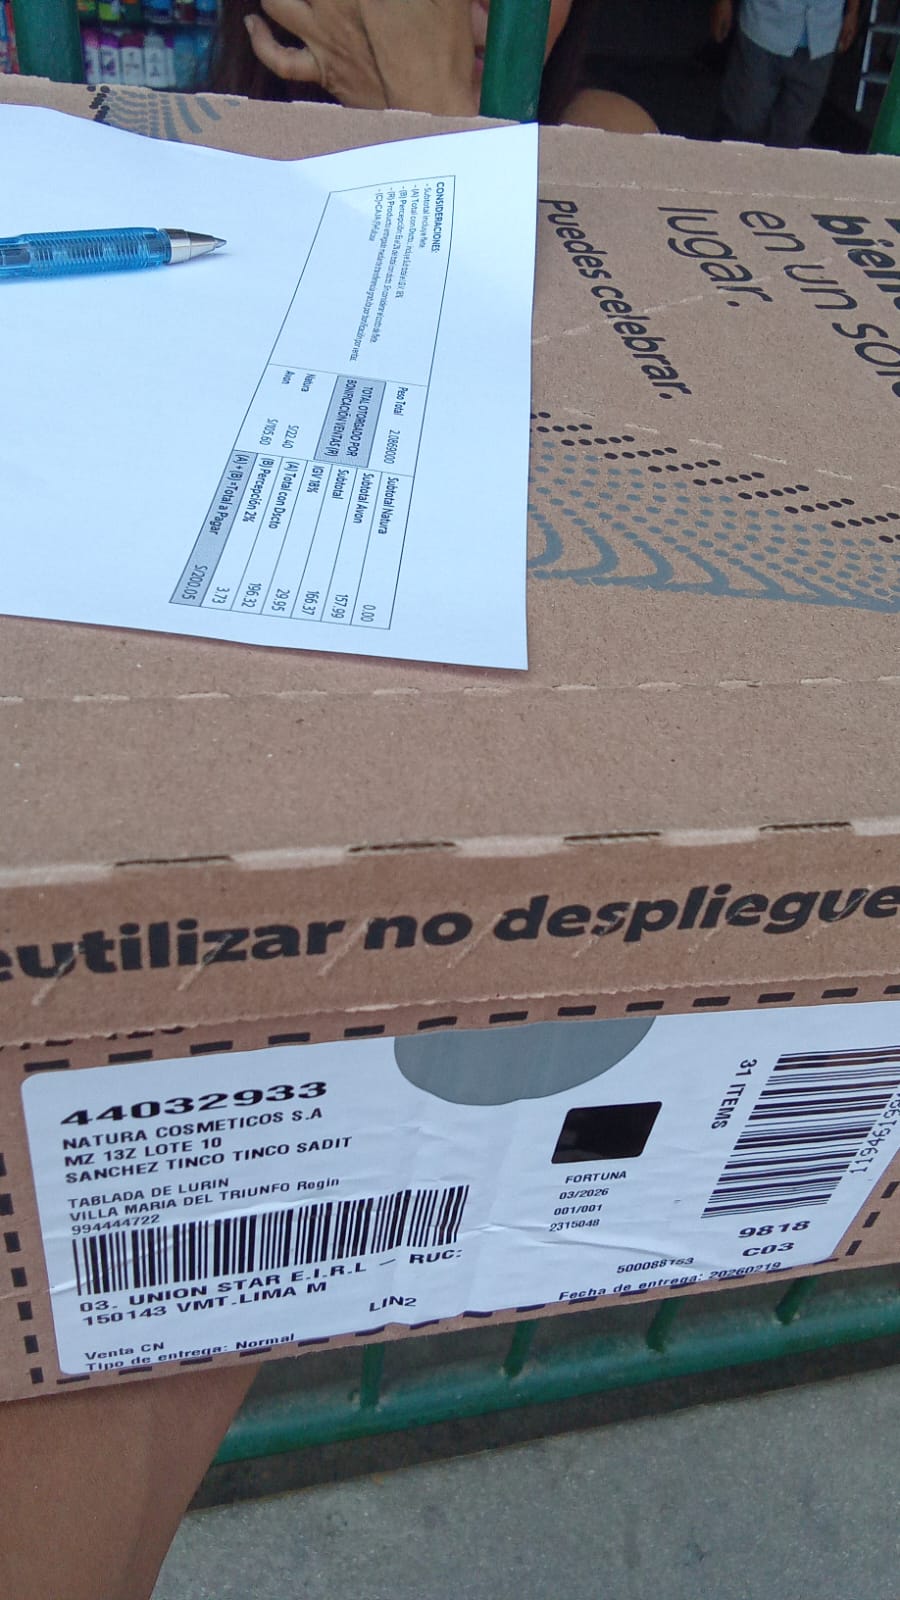 CONSIDERACIONES:
- Subtotal incluye flete.
Peso Total 2.0869000
TOTAL OTORGADO POR
BONIFICACIÓN VENTAS (R)
Natura S/22.40
Avon S/105.60
Subtotal Natura 0.00
Subtotal Avon 157.99
Subtotal 166.37
IGV 18% 29.95
(A) Total con Dscto 196.32
(B) Percepción 2% 3.73
(A) + (B) = Total a Pagar S/200.05
en un solo
lugar.
Puedes celebrar.
eutilizar no despliegue
44032933
NATURA COSMETICOS S.A
MZ 13Z LOTE 10
SANCHEZ TINCO TINCO SADIT
TABLADA DE LURIN
VILLA MARIA DEL TRIUNFO Regin
994444722
03. UNION STAR E.I.R.L - RUC:
150143 VMT.LIMA M
LIN2
Venta CN
Tipo de entrega: Normal
FORTUNA
03/2026
001/001
2315048
31 ITEMS
9818
C03
500088153
Fecha de entrega: 20260219